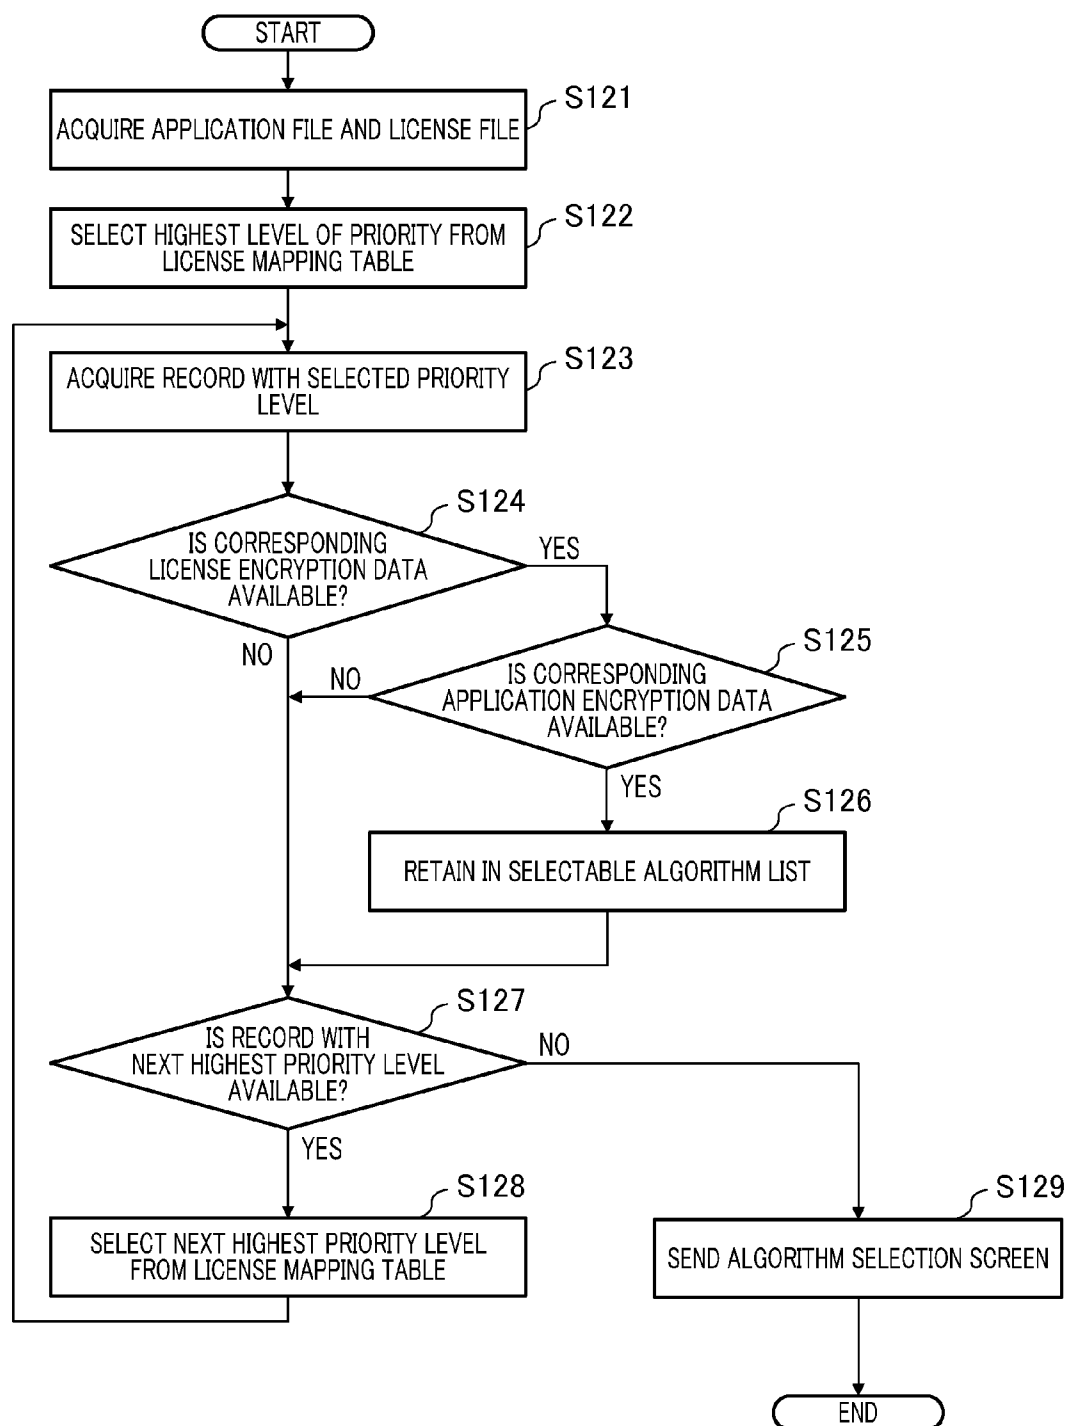 START
S121
ACQUIRE APPLICATION FILE AND LICENSE FILE
S122
SELECT HIGHEST LEVEL OF PRIORITY FROM
LICENSE MAPPING TABLE
S123
ACQUIRE RECORD WITH SELECTED PRIORITY
LEVEL
S124
IS CORRESPONDING
LICENSE ENCRYPTION DATA
AVAILABLE?
YES
NO
S125
IS CORRESPONDING
APPLICATION ENCRYPTION DATA
AVAILABLE?
NO
YES
S126
RETAIN IN SELECTABLE ALGORITHM LIST
S127
IS RECORD WITH
NEXT HIGHEST PRIORITY LEVEL
AVAILABLE?
NO
YES
S128
SELECT NEXT HIGHEST PRIORITY LEVEL
FROM LICENSE MAPPING TABLE
S129
SEND ALGORITHM SELECTION SCREEN
END